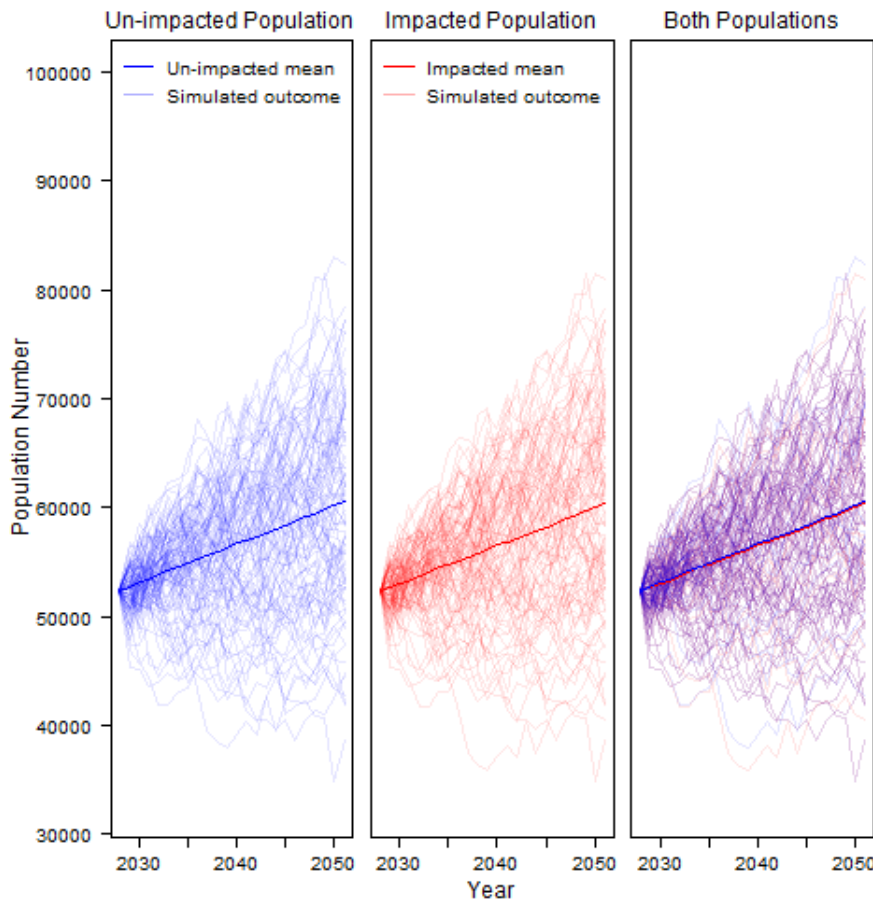 Un-impacted Population
Impacted Population
Both Populations
Un-impacted mean
Simulated outcome
Impacted mean
Simulated outcome
Population Number
100000
90000
80000
70000
60000
50000
40000
30000
2030
2040
2050
2030
2040
2050
2030
2040
2050
Year